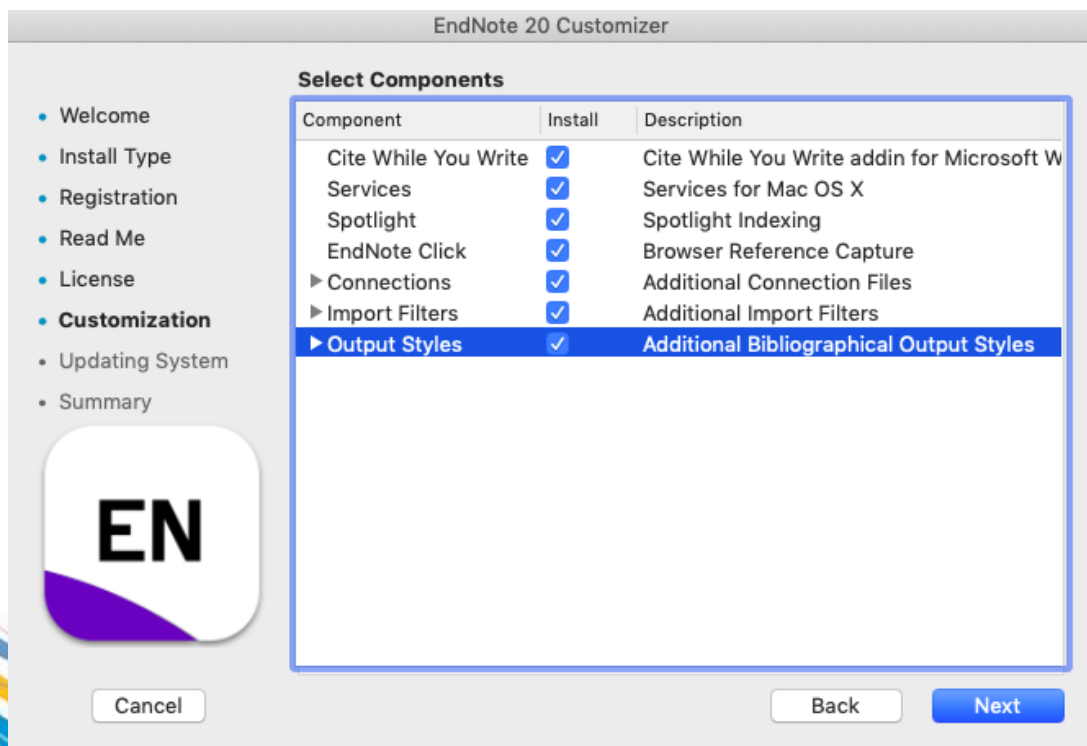 EndNote 20 Customizer
Select Components
Welcome
Install Type
Registration
Read Me
License
Customization
Updating System
Summary
EN
Component Install Description
Cite While You Write Cite While You Write addin for Microsoft W
Services Services for Mac OS X
Spotlight Spotlight Indexing
EndNote Click Browser Reference Capture
Connections Additional Connection Files
Import Filters Additional Import Filters
Output Styles Additional Bibliographical Output Styles
Cancel Back Next